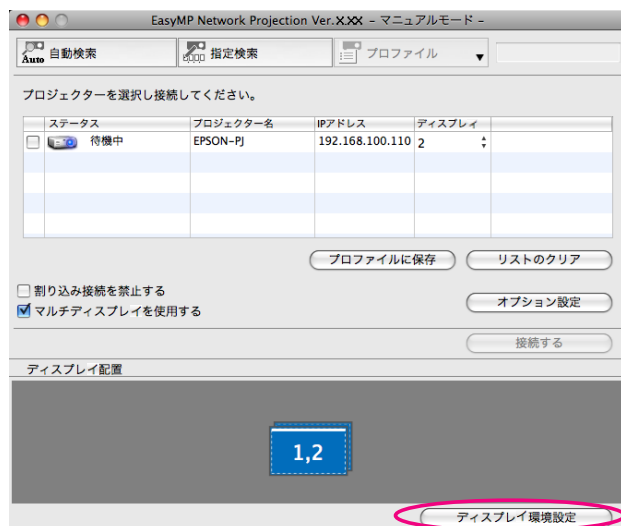 EasyMP Network Projection Ver.X.XX – マニュアルモード –
Auto 自動検索 指定検索 プロファイル ▼
プロジェクターを選択し接続してください。
ステータス プロジェクター名 IPアドレス ディスプレイ
待機中 EPSON-PJ 192.168.100.110 2
プロファイルに保存 リストのクリア
割り込み接続を禁止する
マルチディスプレイを使用する
オプション設定
接続する
ディスプレイ配置
1,2
ディスプレイ環境設定